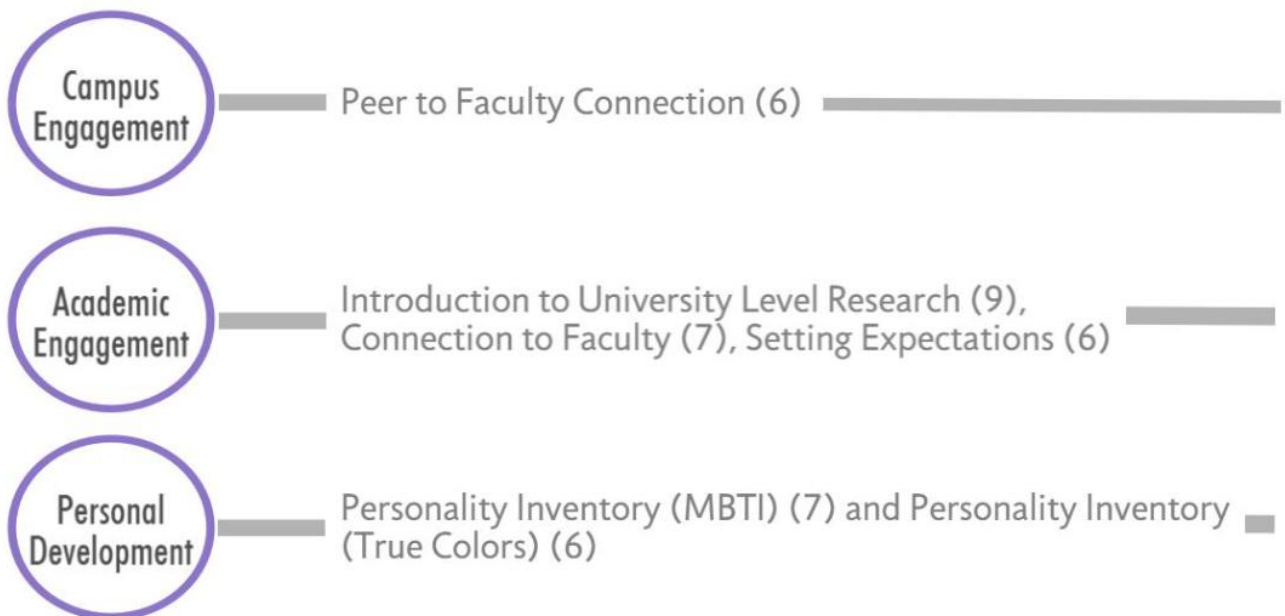 Campus
Engagement
Peer to Faculty Connection (6)
Academic
Engagement
Introduction to University Level Research (9),
Connection to Faculty (7), Setting Expectations (6)
Personal
Development
Personality Inventory (MBTI) (7) and Personality Inventory
(True Colors) (6)